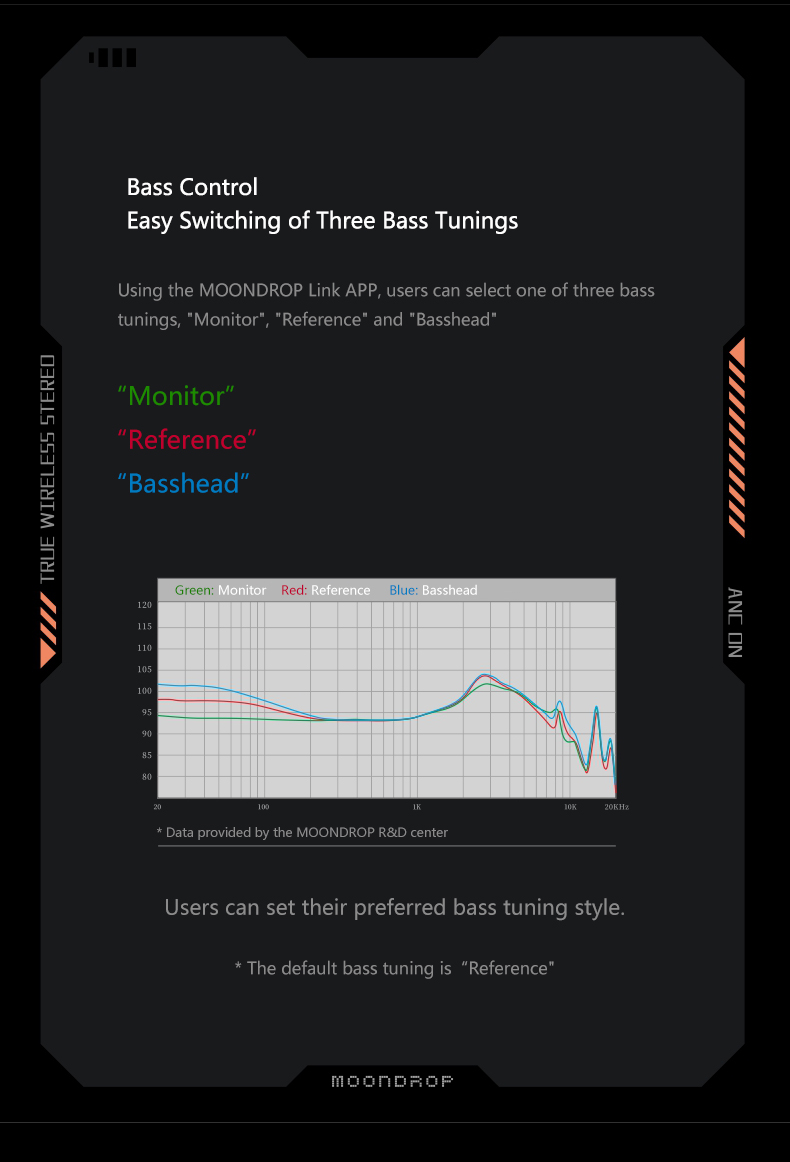 Bass Control
Easy Switching of Three Bass Tunings
Using the MOONDROP Link APP, users can select one of three bass
tunings, "Monitor", "Reference" and "Basshead"
“Monitor”
“Reference”
“Basshead”
TRUE WIRELESS STEREO
ANC ON
Green: Monitor Red: Reference Blue: Basshead
120
115
110
105
100
95
90
85
80
20 100 1K 10K 20KHz
* Data provided by the MOONDROP R&D center
Users can set their preferred bass tuning style.
* The default bass tuning is “Reference"
MOONDROP